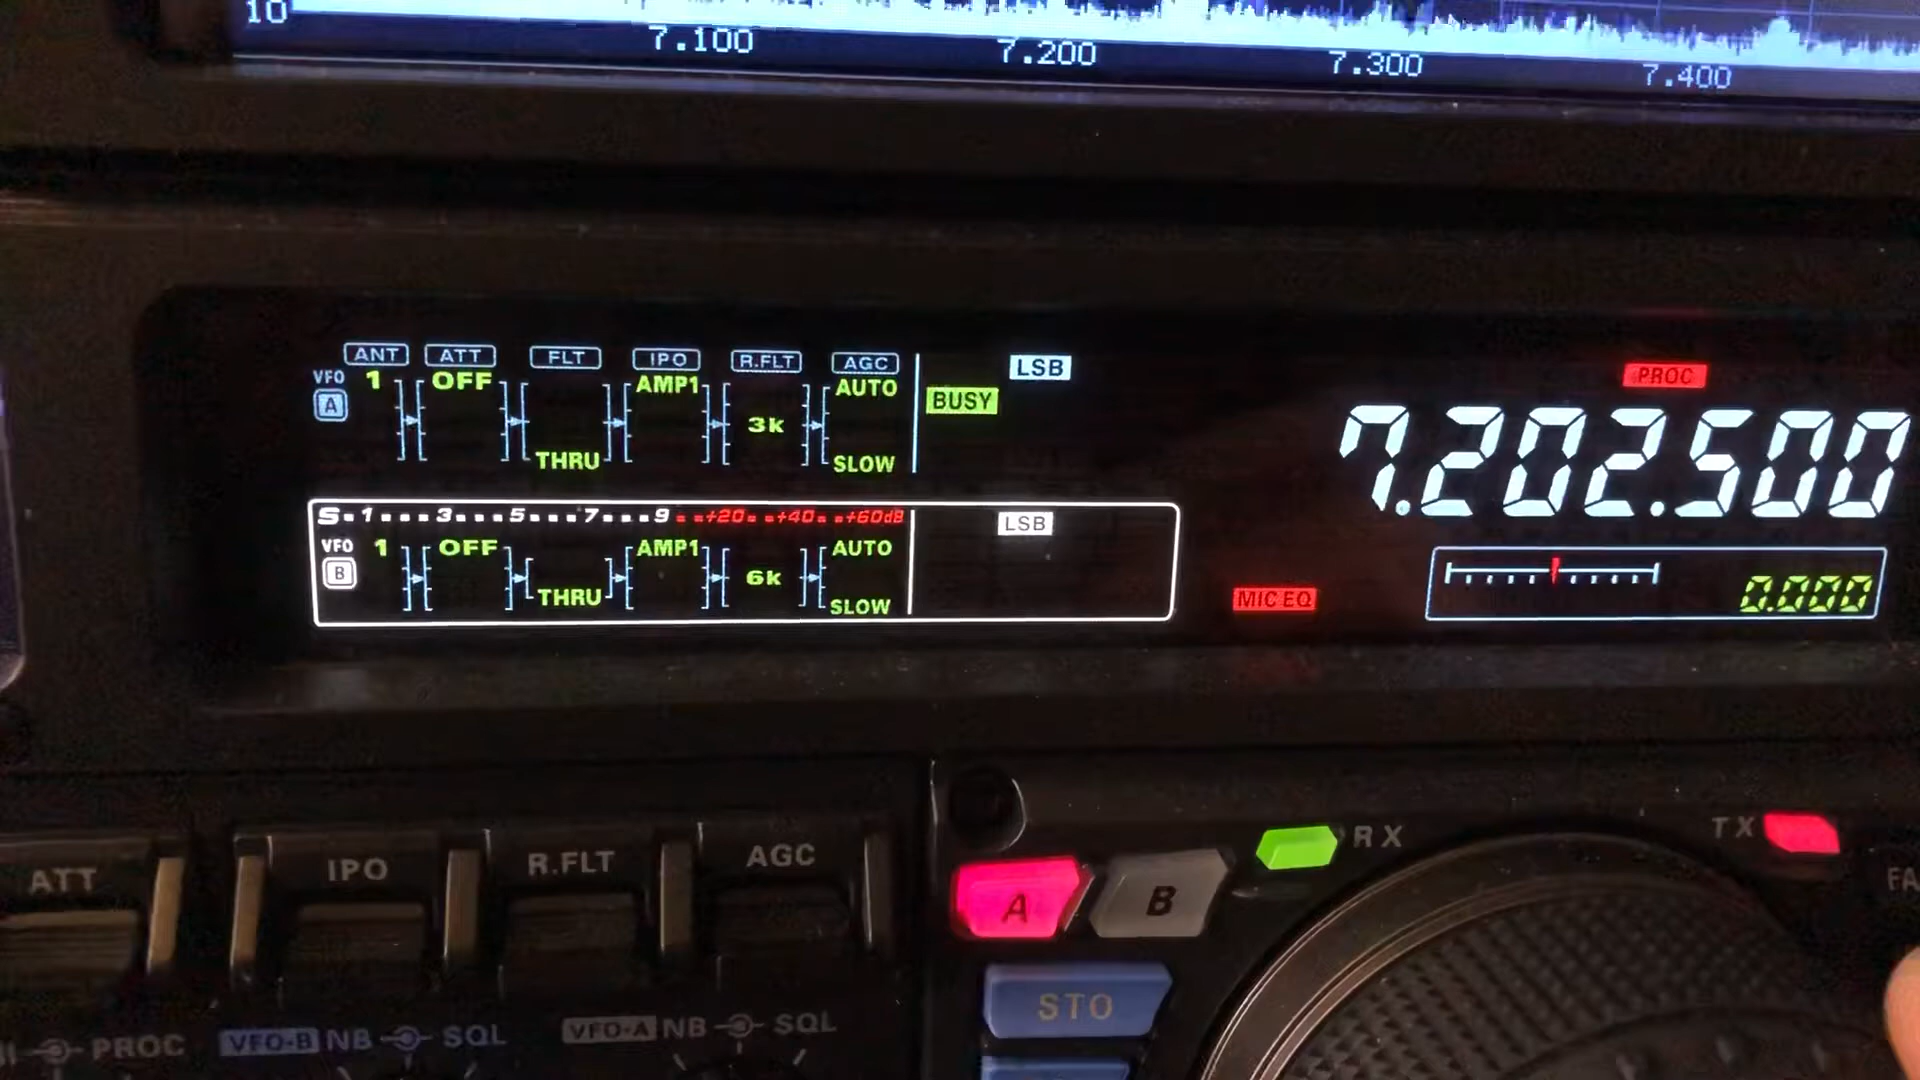 10
7.100 7.200 7.300 7.400
ANT ATT FLT IPO R.FLT AGC LSB PROC
VFO A 1 OFF THRU AMP1 3k AUTO SLOW BUSY
7.202.500
S 1 3 5 7 9 +20 +40 +60dB LSB
VFO B 1 OFF THRU AMP1 6k AUTO SLOW
MIC EQ 0.000
RX TX
ATT IPO R.FLT AGC A B FA
STO
PROC VFO-B NB SQL VFO-A NB SQL